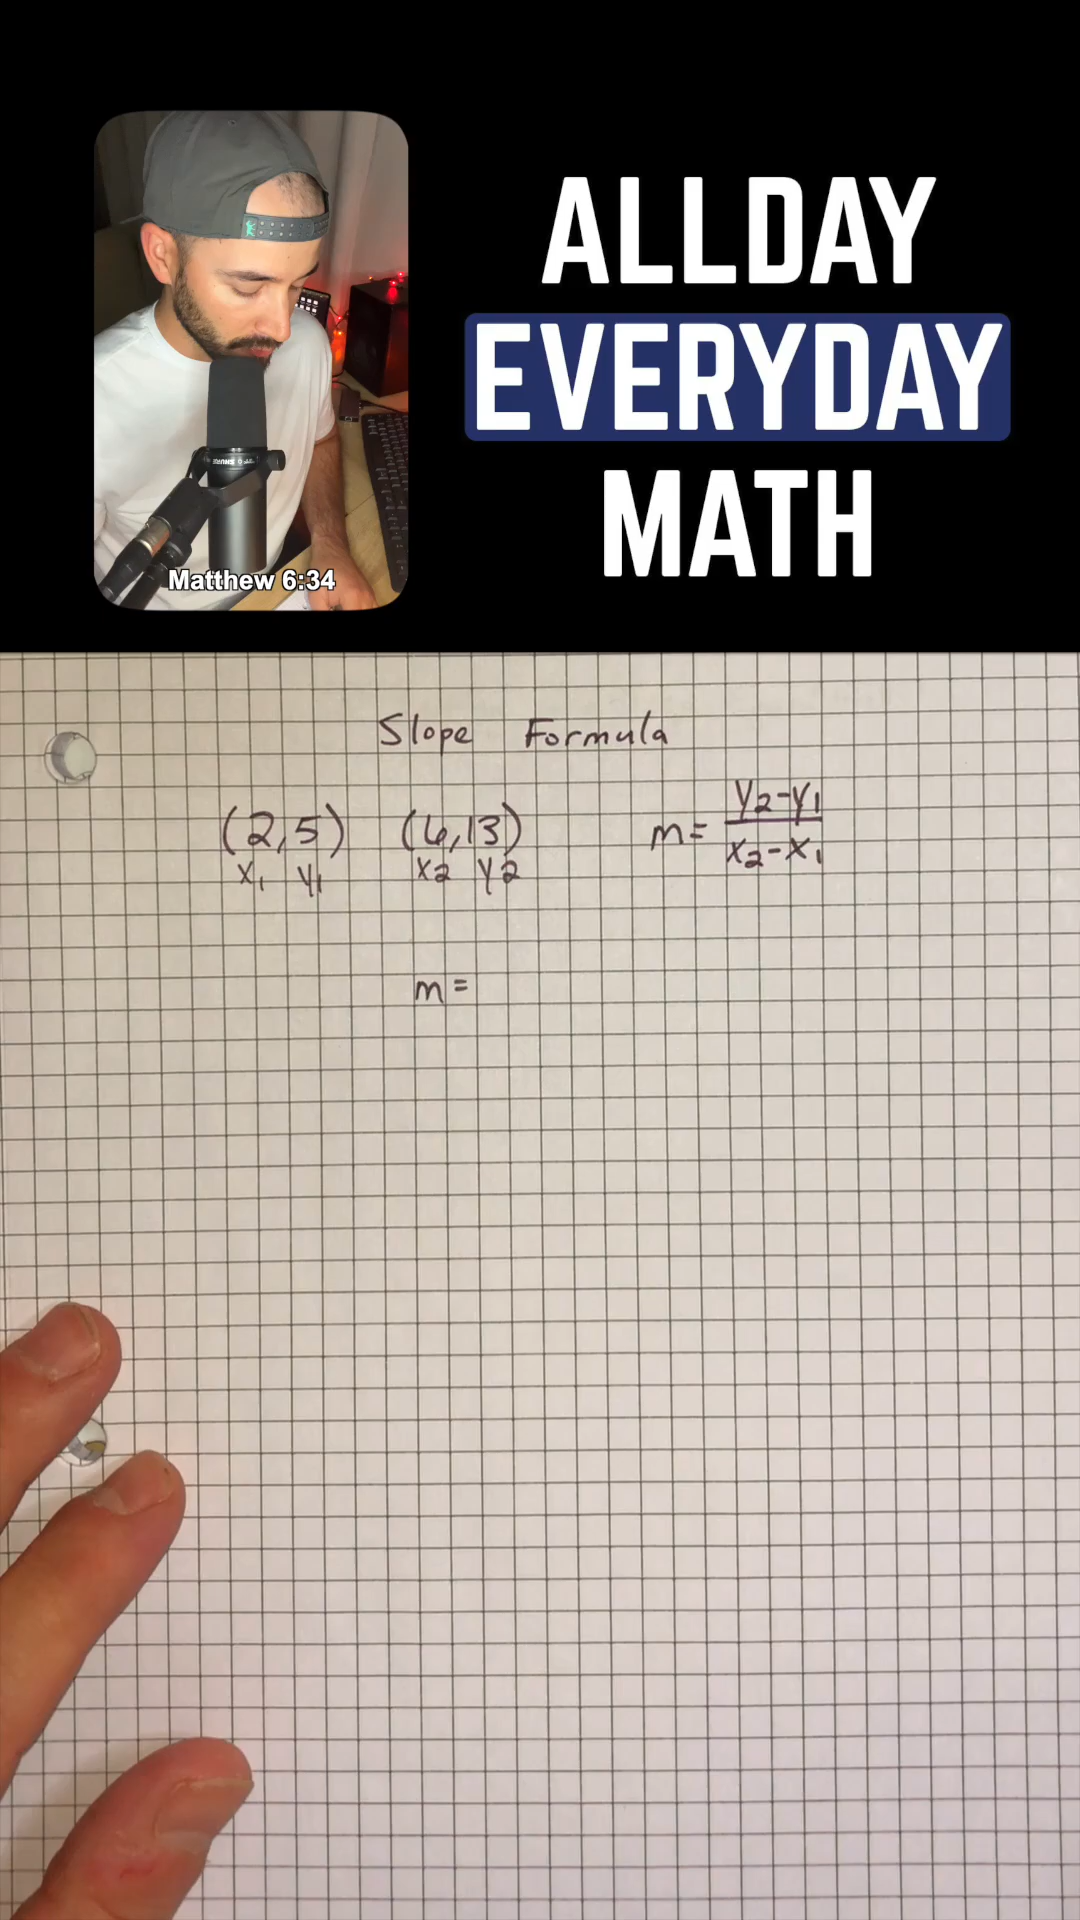 ALLDAY
EVERYDAY
MATH
SHURE
Matthew 6:34
Slope Formula
(2,5) (6,13) m= y₂-y₁
x₁ y₁ x₂ y₂ x₂-x₁
m=